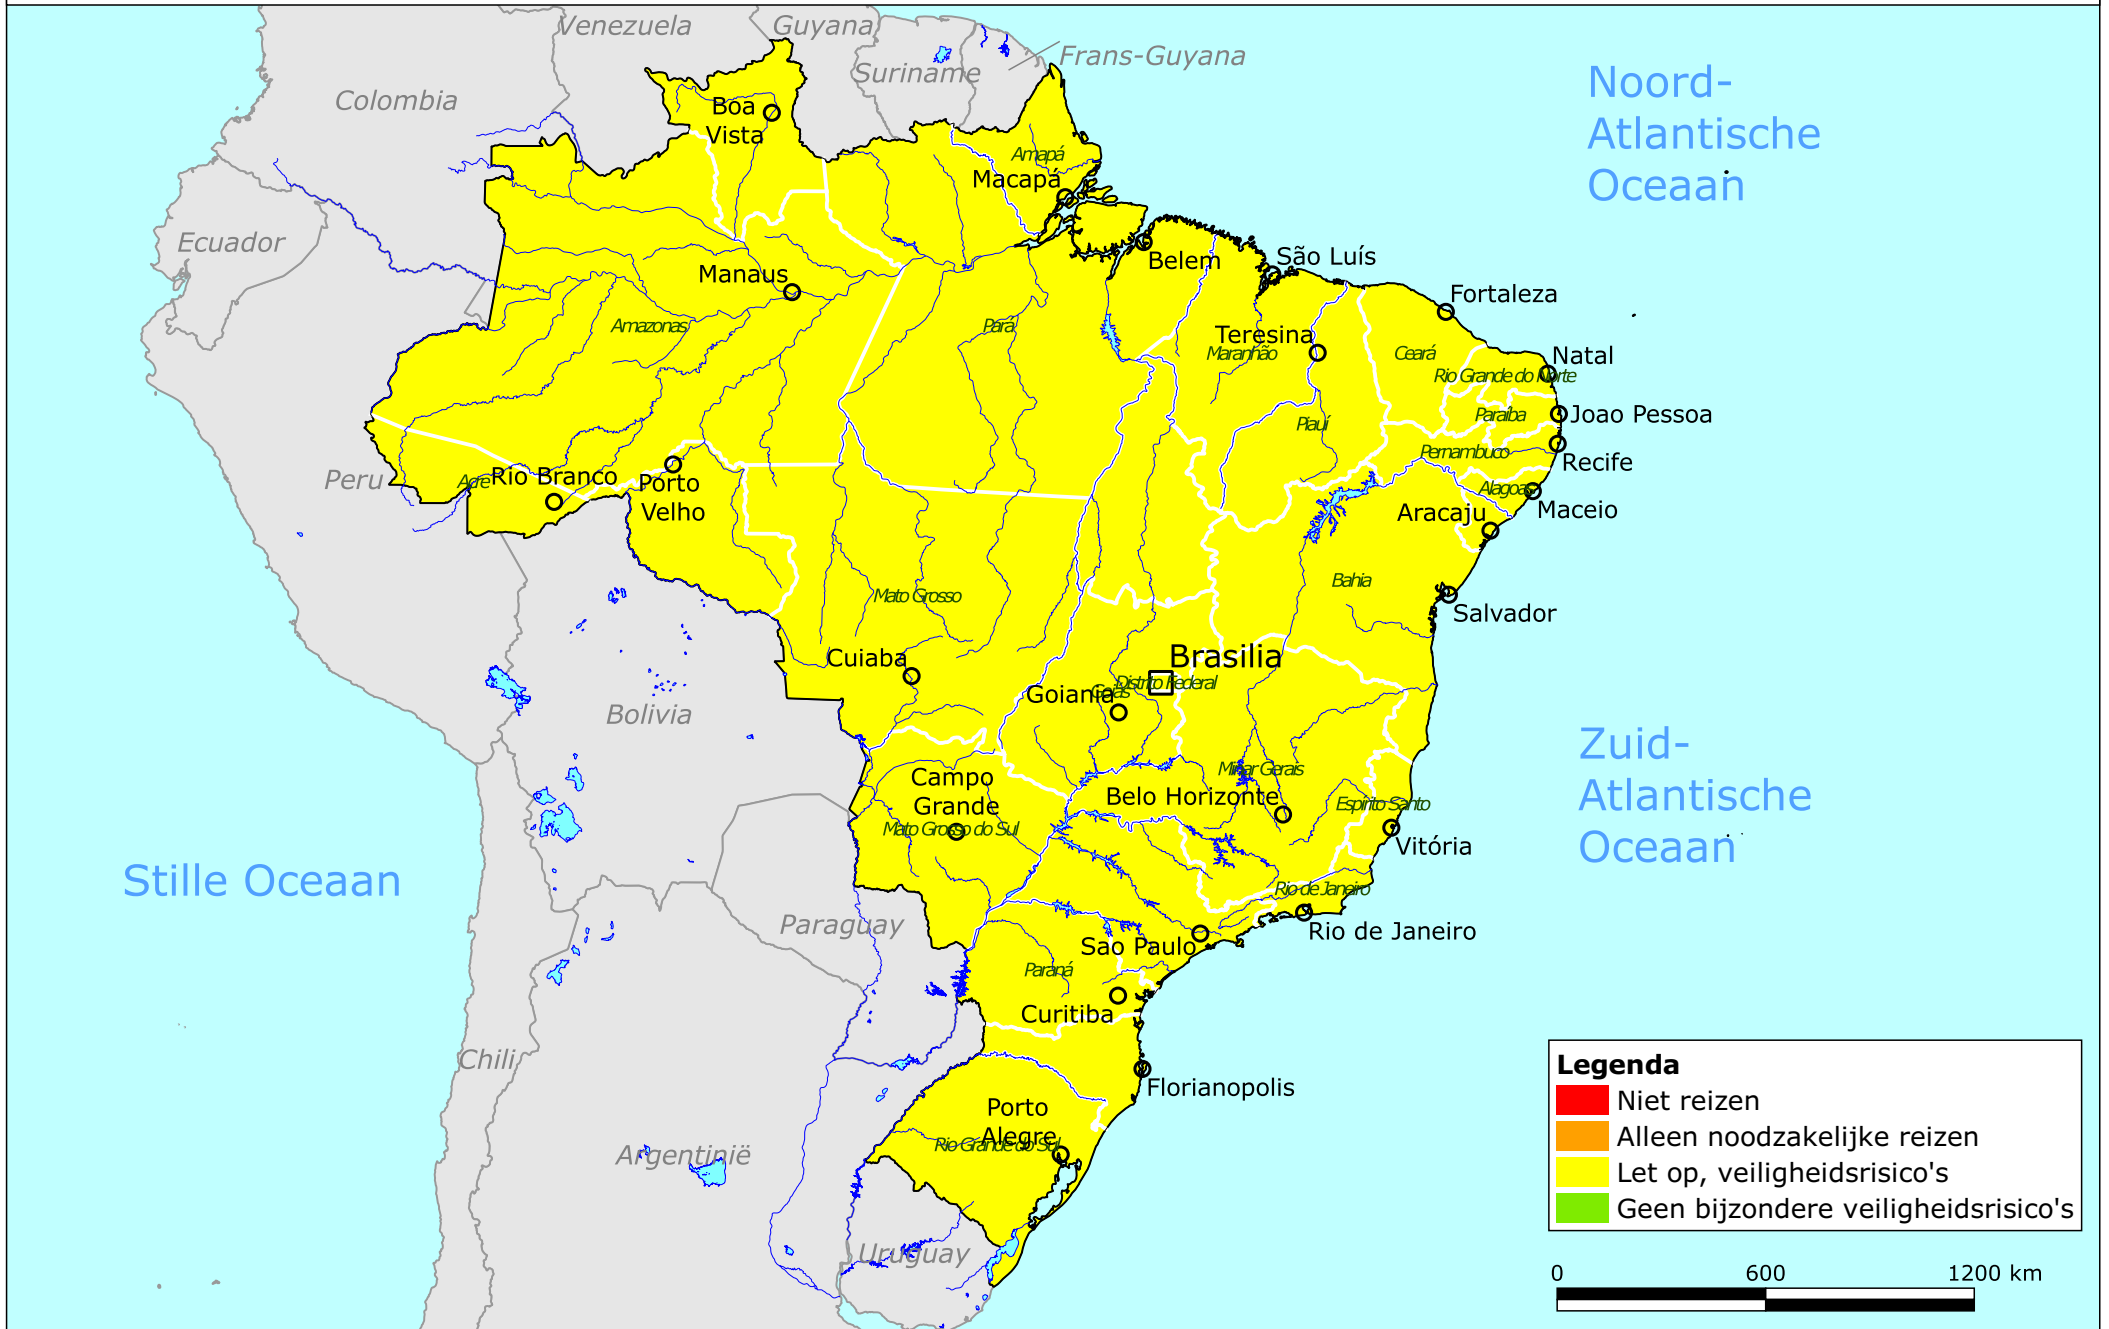 Venezuela
Guyana
Suriname
Frans-Guyana
Colombia
Noord-
Atlantische
Oceaan
Boa
Vista
Amapá
Macapá
Ecuador
Manaus
Belem
São Luís
Fortaleza
Amazonas
Pará
Teresina
Maranhão
Ceará
Natal
Rio Grande do Norte
Joao Pessoa
Paraíba
Piauí
Pernambuco
Recife
Peru
Acre
Rio Branco
Porto
Velho
Alagoas
Maceio
Aracaju
Bahia
Mato Grosso
Salvador
Cuiaba
Brasilia
Distrito Federal
Goiania
Goiás
Bolivia
Zuid-
Atlantische
Oceaan
Campo
Grande
Mato Grosso do Sul
Minar Gerais
Belo Horizonte
Espírito Santo
Vitória
Stille Oceaan
Rio de Janeiro
Rio de Janeiro
Paraguay
Sao Paulo
Paraná
Curitiba
Chili
Florianopolis
Porto
Alegre
Rio Grande do Sul
Argentinië
Uruguay
Legenda
Niet reizen
Alleen noodzakelijke reizen
Let op, veiligheidsrisico's
Geen bijzondere veiligheidsrisico's
0 600 1200 km